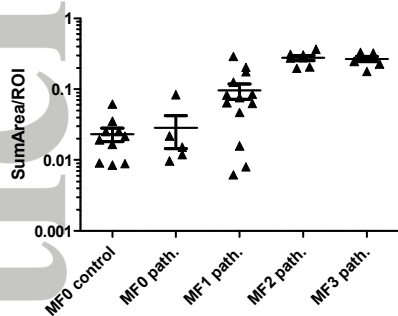 1
0.1
0.01
0.001
SumArea/ROI
MF0 control
MF0 path.
MF1 path.
MF2 path.
MF3 path.